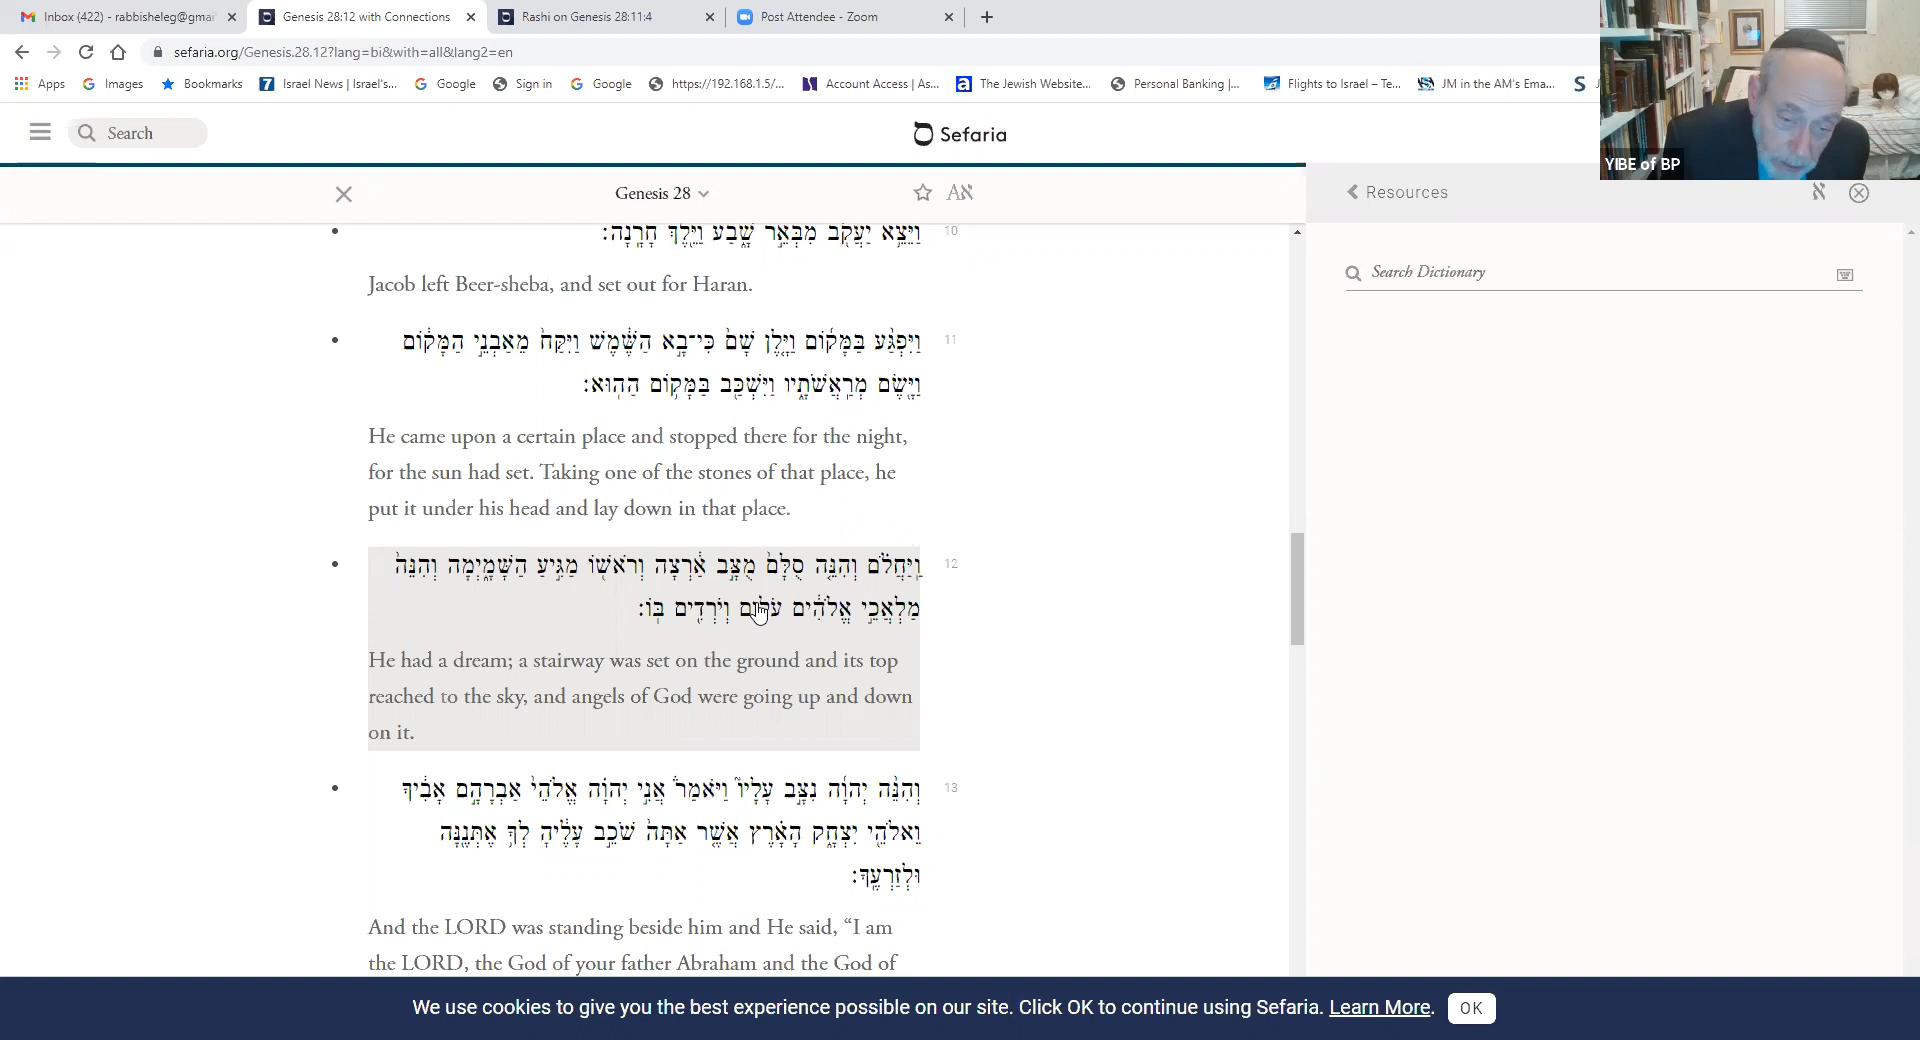 Inbox (422) - rabbisheleg@gmai
Genesis 28:12 with Connections
Rashi on Genesis 28:11:4
Post Attendee - Zoom
sefaria.org/Genesis.28.12?lang=bi&with=all&lang2=en
Apps
Images
Bookmarks
Israel News | Israel's...
Google
Sign in
Google
https://192.168.1.5/...
Account Access | As...
The Jewish Website...
Personal Banking |...
Flights to Israel – Te...
JM in the AM's Ema...
YIBE of BP
Search
Sefaria
Genesis 28
Resources
Search Dictionary
10
וַיֵּצֵ֥א יַעֲקֹ֖ב מִבְּאֵ֣ר שָׁ֑בַע וַיֵּ֖לֶךְ חָרָֽנָה׃
Jacob left Beer-sheba, and set out for Haran.
11
וַיִּפְגַּ֨ע בַּמָּק֜וֹם וַיָּ֤לֶן שָׁם֙ כִּי־בָ֣א הַשֶּׁ֔מֶשׁ וַיִּקַּח֙ מֵאַבְנֵ֣י הַמָּק֔וֹם
וַיָּ֖שֶׂם מְרַֽאֲשֹׁתָ֑יו וַיִּשְׁכַּ֖ב בַּמָּק֥וֹם הַהֽוּא׃
He came upon a certain place and stopped there for the night,
for the sun had set. Taking one of the stones of that place, he
put it under his head and lay down in that place.
12
וַֽיַּחֲלֹ֗ם וְהִנֵּ֤ה סֻלָּם֙ מֻצָּ֣ב אַ֔רְצָה וְרֹאשׁ֖וֹ מַגִּ֣יעַ הַשָּׁמָ֑יְמָה וְהִנֵּה֙
מַלְאֲכֵ֣י אֱלֹהִ֔ים עֹלִ֥ים וְיֹרְדִ֖ים בּֽוֹ׃
He had a dream; a stairway was set on the ground and its top
reached to the sky, and angels of God were going up and down
on it.
13
וְהִנֵּ֨ה יְהֹוָ֜ה נִצָּ֣ב עָלָיו֮ וַיֹּאמַר֒ אֲנִ֣י יְהֹוָ֗ה אֱלֹהֵי֙ אַבְרָהָ֣ם אָבִ֔יךָ
וֵאלֹהֵ֖י יִצְחָ֑ק הָאָ֗רֶץ אֲשֶׁ֤ר אַתָּה֙ שֹׁכֵ֣ב עָלֶ֔יהָ לְךָ֥ אֶתְּנֶ֖נָּה
וּלְזַרְעֶֽךָ׃
And the LORD was standing beside him and He said, “I am
the LORD, the God of your father Abraham and the God of
We use cookies to give you the best experience possible on our site. Click OK to continue using Sefaria. Learn More.
OK